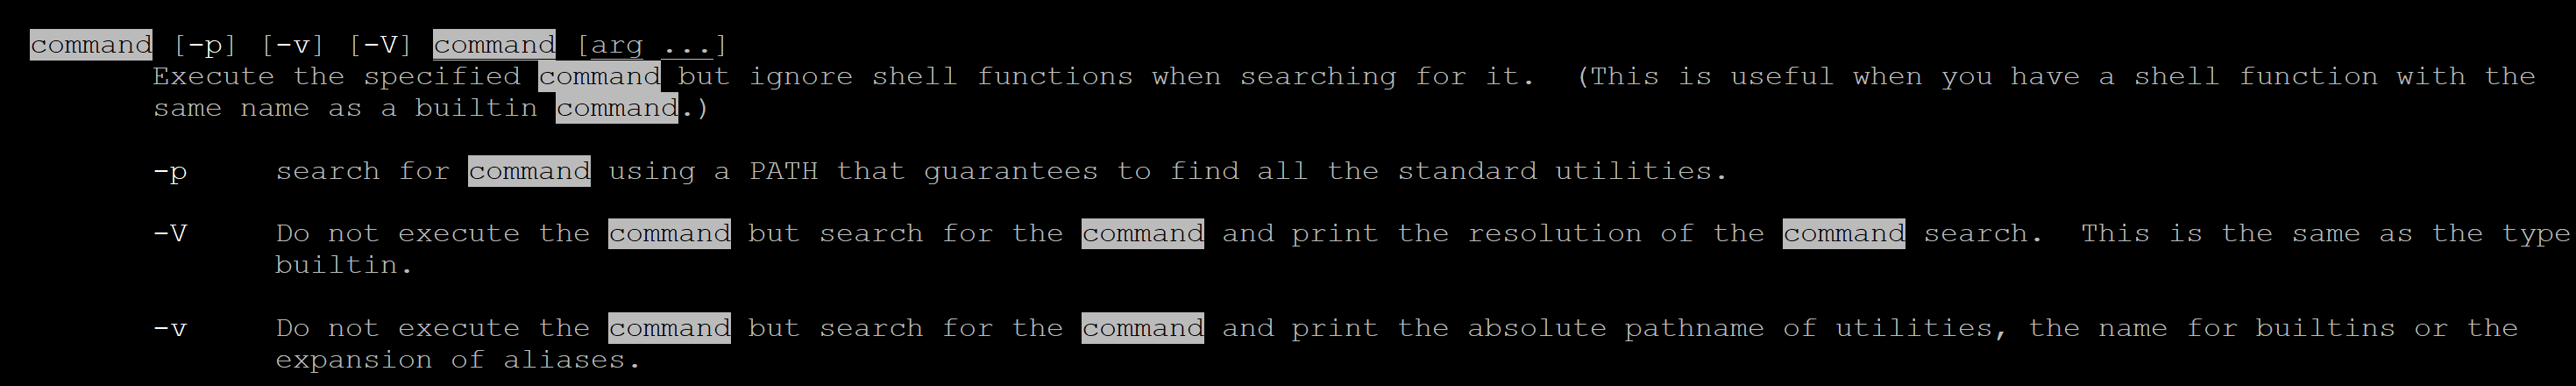 command [-p] [-v] [-V] command [arg ...]
Execute the specified command but ignore shell functions when searching for it.  (This is useful when you have a shell function with the
same name as a builtin command.)
-p     search for command using a PATH that guarantees to find all the standard utilities.
-V     Do not execute the command but search for the command and print the resolution of the command search.  This is the same as the type
builtin.
-v     Do not execute the command but search for the command and print the absolute pathname of utilities, the name for builtins or the
expansion of aliases.